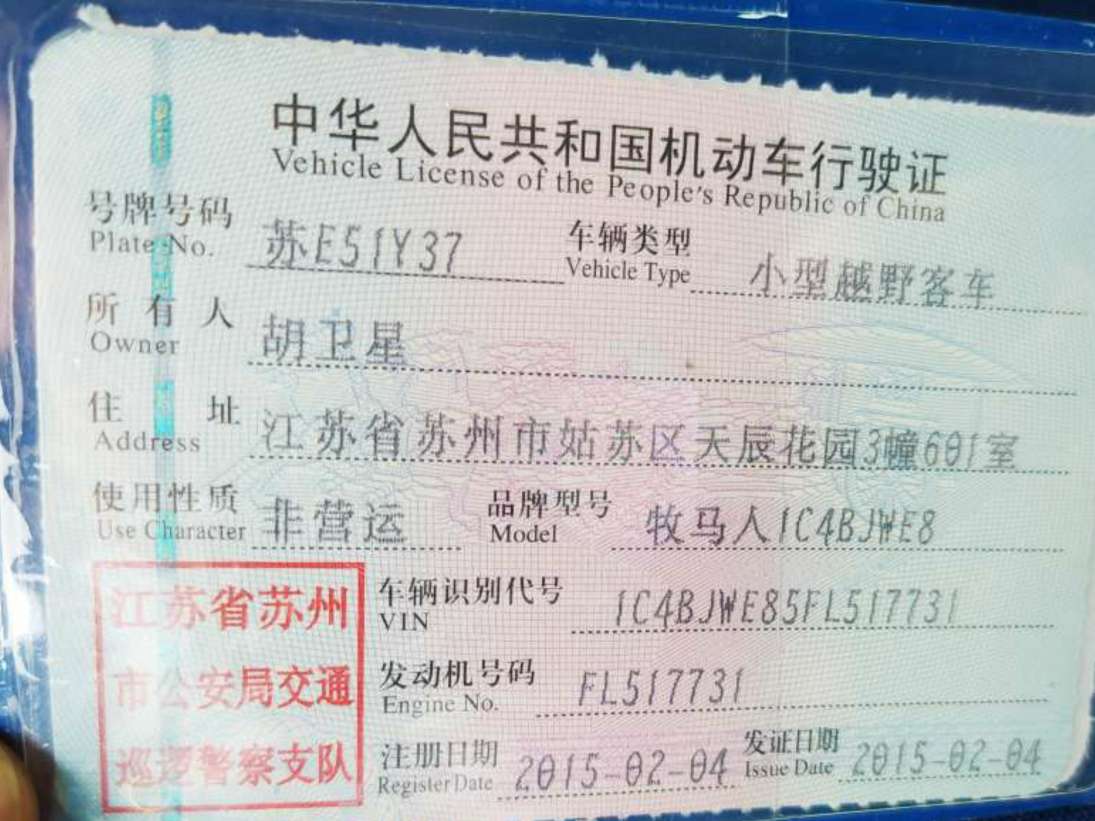 中华人民共和国机动车行驶证
Vehicle License of the People's Republic of China
号牌号码 苏E51Y37 车辆类型 小型越野客车
Plate No. Vehicle Type
所有人 胡卫星
Owner
住址 江苏省苏州市姑苏区天辰花园3幢601室
Address
使用性质 非营运 品牌型号 牧马人1C4BJWE8
Use Character Model
江苏省苏州
市公安局交通
巡逻警察支队
车辆识别代号 1C4BJWE85FL517731
VIN
发动机号码 FL517731
Engine No.
注册日期 2015-02-04 发证日期 2015-02-04
Register Date Issue Date